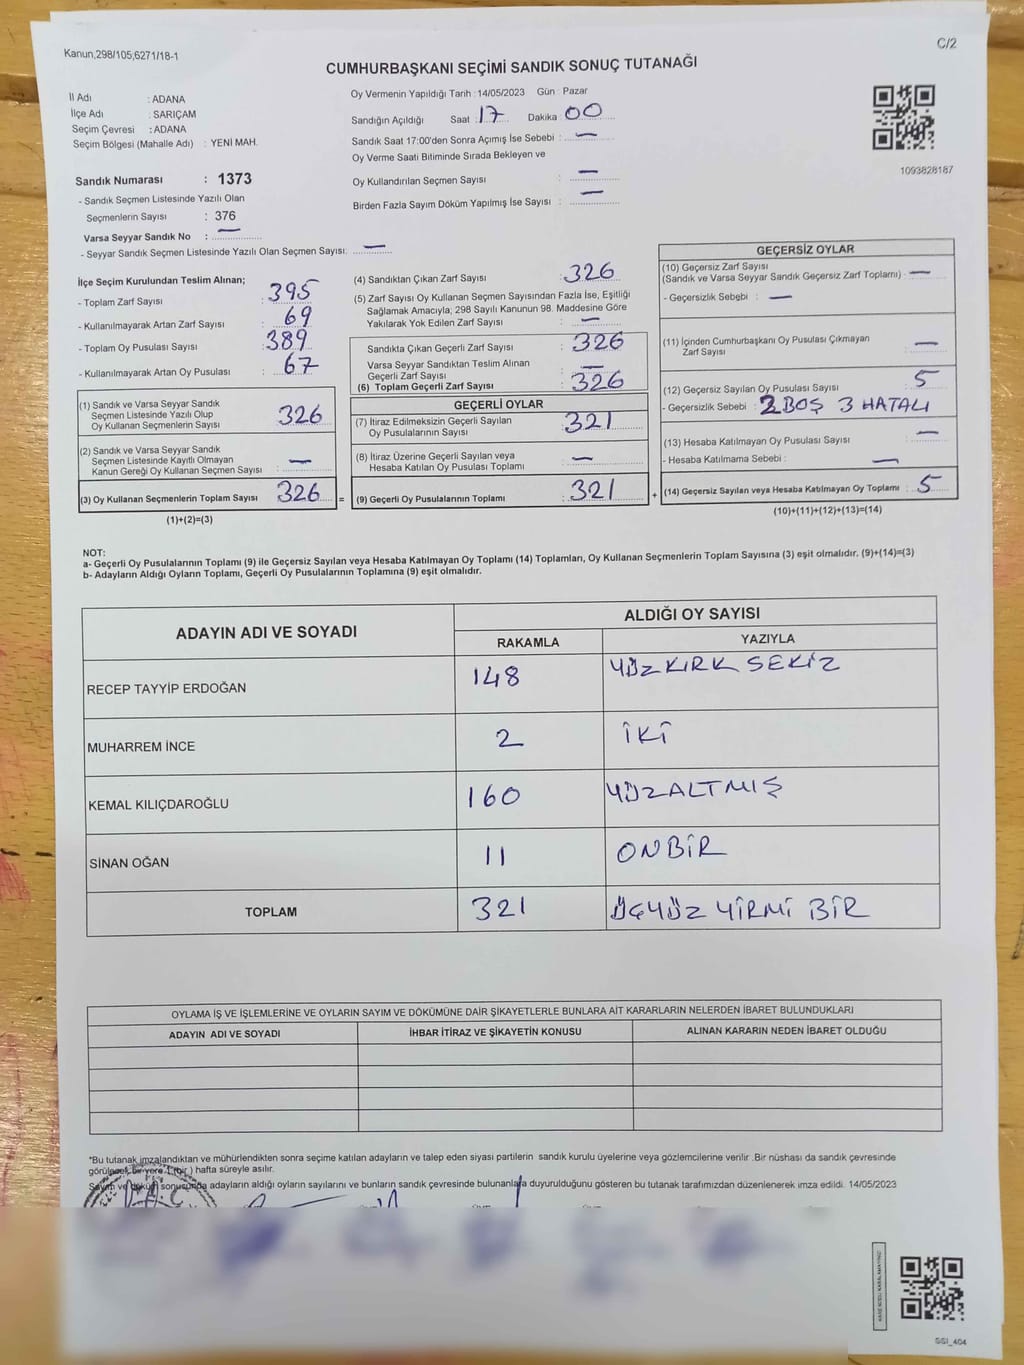 Kanun,298/105,6271/18-1
C/2
CUMHURBAŞKANI SEÇİMİ SANDIK SONUÇ TUTANAĞI
İl Adı : ADANA
İlçe Adı : SARIÇAM
Seçim Çevresi : ADANA
Seçim Bölgesi (Mahalle Adı) : YENİ MAH.
Oy Vermenin Yapıldığı Tarih : 14/05/2023 Gün : Pazar
Sandığın Açıldığı Saat : 17 Dakika : 00
Sandık Saat 17:00'den Sonra Açımış İse Sebebi : —
Oy Verme Saati Bitiminde Sırada Bekleyen ve
Oy Kullandırılan Seçmen Sayısı : —
Birden Fazla Sayım Döküm Yapılmış İse Sayısı : —
1093828187
Sandık Numarası : 1373
- Sandık Seçmen Listesinde Yazılı Olan
Seçmenlerin Sayısı : 376
Varsa Seyyar Sandık No : —
- Seyyar Sandık Seçmen Listesinde Yazılı Olan Seçmen Sayısı: —
İlçe Seçim Kurulundan Teslim Alınan;
- Toplam Zarf Sayısı : 395
- Kullanılmayarak Artan Zarf Sayısı : 69
- Toplam Oy Pusulası Sayısı : 389
- Kullanılmayarak Artan Oy Pusulası : 67
(1) Sandık ve Varsa Seyyar Sandık
Seçmen Listesinde Yazılı Olup
Oy Kullanan Seçmenlerin Sayısı : 326
(2) Sandık ve Varsa Seyyar Sandık
Seçmen Listesinde Kayıtlı Olmayan
Kanun Gereği Oy Kullanan Seçmen Sayısı : —
(3) Oy Kullanan Seçmenlerin Toplam Sayısı : 326 =
(1)+(2)=(3)
(4) Sandıktan Çıkan Zarf Sayısı : 326
(5) Zarf Sayısı Oy Kullanan Seçmen Sayısından Fazla İse, Eşitliği
Sağlamak Amacıyla; 298 Sayılı Kanunun 98. Maddesine Göre
Yakılarak Yok Edilen Zarf Sayısı : —
Sandıkta Çıkan Geçerli Zarf Sayısı : 326
Varsa Seyyar Sandıktan Teslim Alınan
Geçerli Zarf Sayısı : —
(6) Toplam Geçerli Zarf Sayısı : 326
GEÇERLİ OYLAR
(7) İtiraz Edilmeksizin Geçerli Sayılan
Oy Pusulalarının Sayısı : 321
(8) İtiraz Üzerine Geçerli Sayılan veya
Hesaba Katılan Oy Pusulası Toplamı : —
(9) Geçerli Oy Pusulalarının Toplamı : 321 +
GEÇERSİZ OYLAR
(10) Geçersiz Zarf Sayısı
(Sandık ve Varsa Seyyar Sandık Geçersiz Zarf Toplamı) : —
- Geçersizlik Sebebi : —
(11) İçinden Cumhurbaşkanı Oy Pusulası Çıkmayan
Zarf Sayısı : —
(12) Geçersiz Sayılan Oy Pusulası Sayısı : 5
- Geçersizlik Sebebi : 2 BOŞ 3 HATALI
(13) Hesaba Katılmayan Oy Pusulası Sayısı : —
- Hesaba Katılmama Sebebi : —
(14) Geçersiz Sayılan veya Hesaba Katılmayan Oy Toplamı : 5
(10)+(11)+(12)+(13)=(14)
NOT:
a- Geçerli Oy Pusulalarının Toplamı (9) ile Geçersiz Sayılan veya Hesaba Katılmayan Oy Toplamı (14) Toplamları, Oy Kullanan Seçmenlerin Toplam Sayısına (3) eşit olmalıdır. (9)+(14)=(3)
b- Adayların Aldığı Oyların Toplamı, Geçerli Oy Pusulalarının Toplamına (9) eşit olmalıdır.
ADAYIN ADI VE SOYADI ALDIĞI OY SAYISI
RAKAMLA YAZIYLA
RECEP TAYYİP ERDOĞAN 148 YÜZ KIRK SEKİZ
MUHARREM İNCE 2 İKİ
KEMAL KILIÇDAROĞLU 160 YÜZALTMIŞ
SİNAN OĞAN 11 ONBİR
TOPLAM 321 ÜÇYÜZ YİRMİ BİR
OYLAMA İŞ VE İŞLEMLERİNE VE OYLARIN SAYIM VE DÖKÜMÜNE DAİR ŞİKAYETLERLE BUNLARA AİT KARARLARIN NELERDEN İBARET BULUNDUKLARI
ADAYIN ADI VE SOYADI İHBAR İTİRAZ VE ŞİKAYETİN KONUSU ALINAN KARARIN NEDEN İBARET OLDUĞU
*Bu tutanak imzalandıktan ve mühürlendikten sonra seçime katılan adayların ve talep eden siyasi partilerin sandık kurulu üyelerine veya gözlemcilerine verilir .Bir nüshası da sandık çevresinde
görülecek bir yere 1 (bir ) hafta süreyle asılır.
Sayım ve döküm sonucunda adayların aldığı oyların sayılarını ve bunların sandık çevresinde bulunanlara duyurulduğunu gösteren bu tutanak tarafımızdan düzenlenerek imza edildi. 14/05/2023
T.C
SSI_404